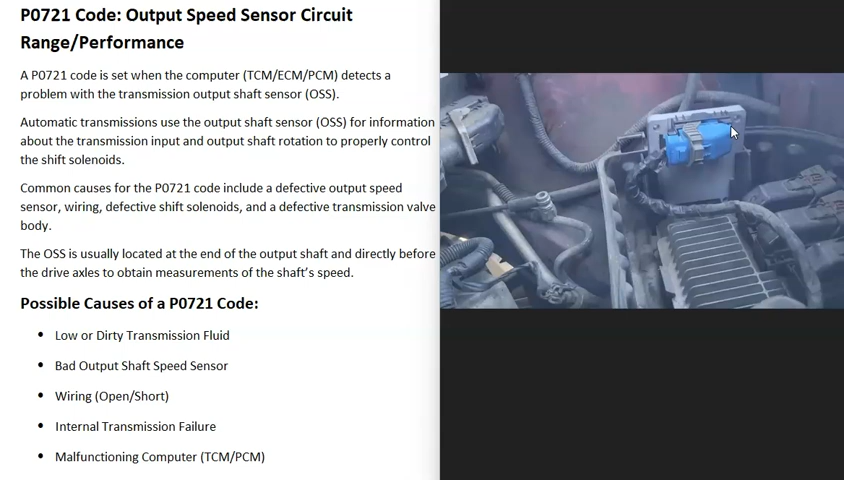 P0721 Code: Output Speed Sensor Circuit
Range/Performance
A P0721 code is set when the computer (TCM/ECM/PCM) detects a
problem with the transmission output shaft sensor (OSS).
Automatic transmissions use the output shaft sensor (OSS) for information
about the transmission input and output shaft rotation to properly control
the shift solenoids.
Common causes for the P0721 code include a defective output speed
sensor, wiring, defective shift solenoids, and a defective transmission valve
body.
The OSS is usually located at the end of the output shaft and directly before
the drive axles to obtain measurements of the shaft’s speed.
Possible Causes of a P0721 Code:
• Low or Dirty Transmission Fluid
• Bad Output Shaft Speed Sensor
• Wiring (Open/Short)
• Internal Transmission Failure
• Malfunctioning Computer (TCM/PCM)